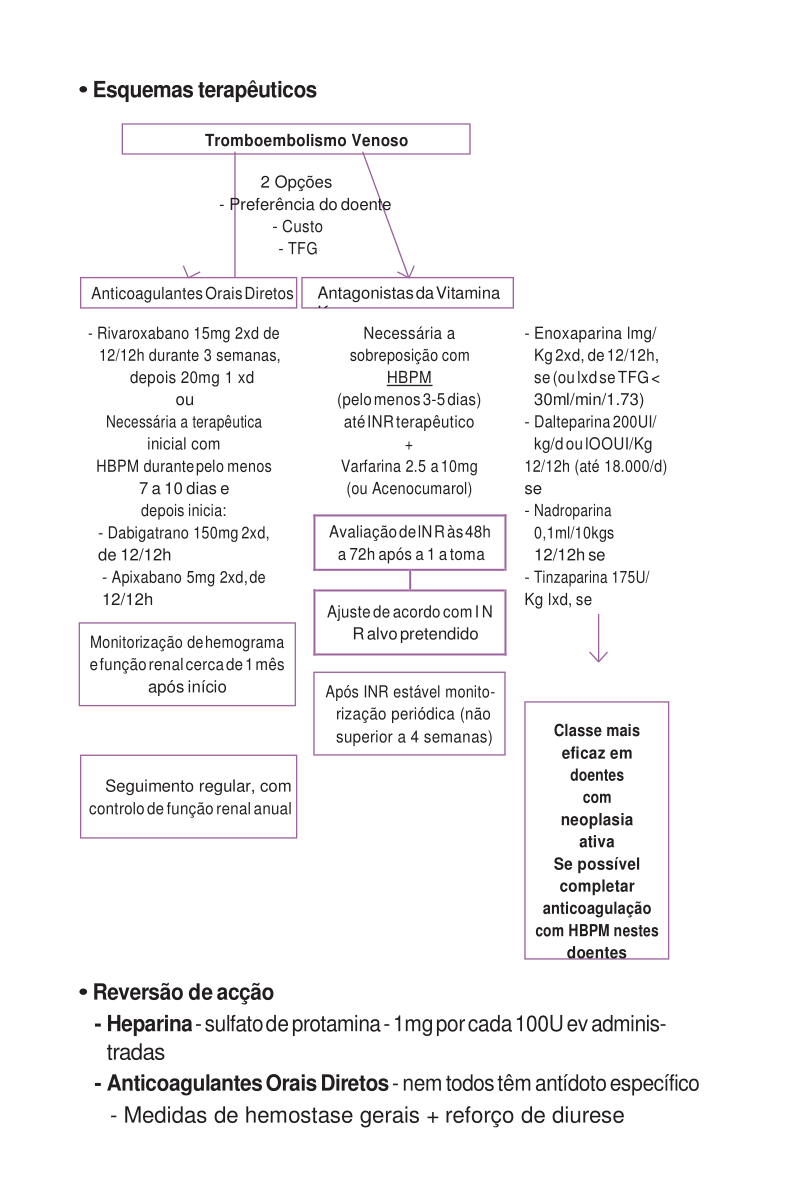 • Esquemas terapêuticos
Tromboembolismo Venoso
2 Opções
- Preferência do doente
- Custo
- TFG
Anticoagulantes Orais Diretos
- Rivaroxabano 15mg 2xd de
12/12h durante 3 semanas,
depois 20mg 1 xd
ou
Necessária a terapêutica
inicial com
HBPM durante pelo menos
7 a 10 dias e
depois inicia:
- Dabigatrano 150mg 2xd,
de 12/12h
- Apixabano 5mg 2xd, de
12/12h
Monitorização de hemograma
e função renal cerca de 1 mês
após início
Seguimento regular, com
controlo de função renal anual
Antagonistas da Vitamina
Necessária a
sobreposição com
HBPM
(pelo menos 3-5 dias)
até INR terapêutico
+
Varfarina 2.5 a 10mg
(ou Acenocumarol)
Avaliação de IN R às 48h
a 72h após a 1 a toma
Ajuste de acordo com I N
R alvo pretendido
Após INR estável monito-
rização periódica (não
superior a 4 semanas)
- Enoxaparina lmg/
Kg 2xd, de 12/12h,
se (ou lxd se TFG <
30ml/min/1.73)
- Dalteparina 200UI/
kg/d ou lOOUI/Kg
12/12h (até 18.000/d)
se
- Nadroparina
0,1ml/10kgs
12/12h se
- Tinzaparina 175U/
Kg lxd, se
Classe mais
eficaz em
doentes
com
neoplasia
ativa
Se possível
completar
anticoagulação
com HBPM nestes
doentes
• Reversão de acção
- Heparina - sulfato de protamina - 1mg por cada 100U ev adminis-
tradas
- Anticoagulantes Orais Diretos - nem todos têm antídoto específico
- Medidas de hemostase gerais + reforço de diurese